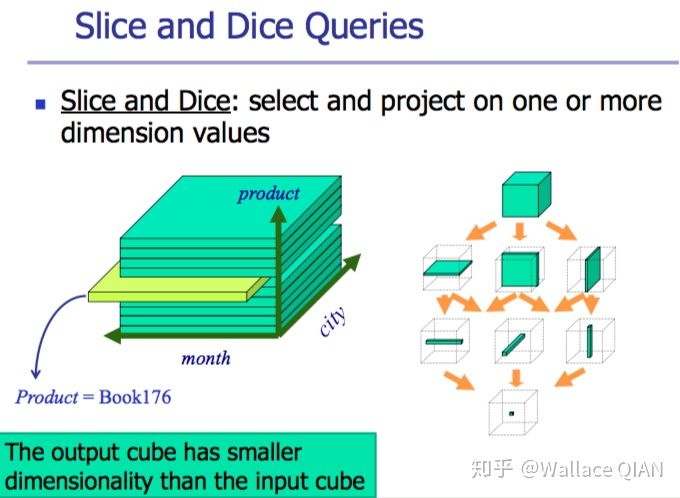 Slice and Dice Queries
Slice and Dice: select and project on one or more
dimension values
product
city
month
Product = Book176
The output cube has smaller
dimensionality than the input cube
知乎 @Wallace QIAN